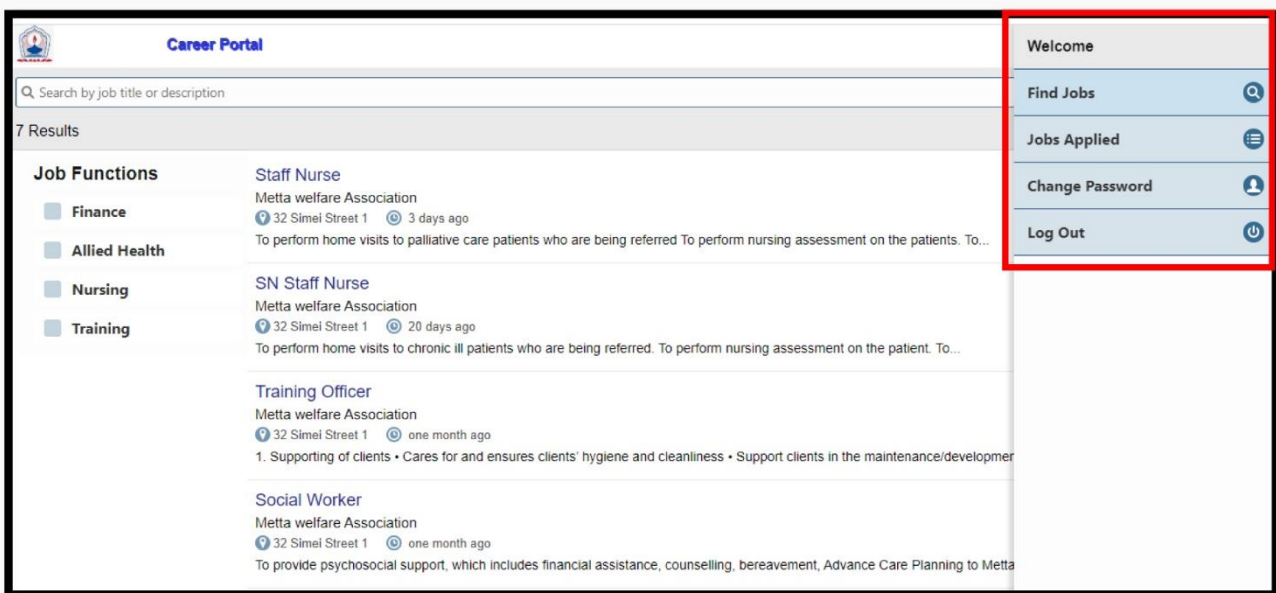 Career Portal
Search by job title or description
7 Results
Job Functions
Finance
Allied Health
Nursing
Training
Staff Nurse
Metta welfare Association
32 Simei Street 1 3 days ago
To perform home visits to palliative care patients who are being referred To perform nursing assessment on the patients. To...
SN Staff Nurse
Metta welfare Association
32 Simei Street 1 20 days ago
To perform home visits to chronic ill patients who are being referred. To perform nursing assessment on the patient. To...
Training Officer
Metta welfare Association
32 Simei Street 1 one month ago
1. Supporting of clients • Cares for and ensures clients' hygiene and cleanliness • Support clients in the maintenance/developmen
Social Worker
Metta welfare Association
32 Simei Street 1 one month ago
To provide psychosocial support, which includes financial assistance, counselling, bereavement, Advance Care Planning to Metta
Welcome
Find Jobs
Jobs Applied
Change Password
Log Out